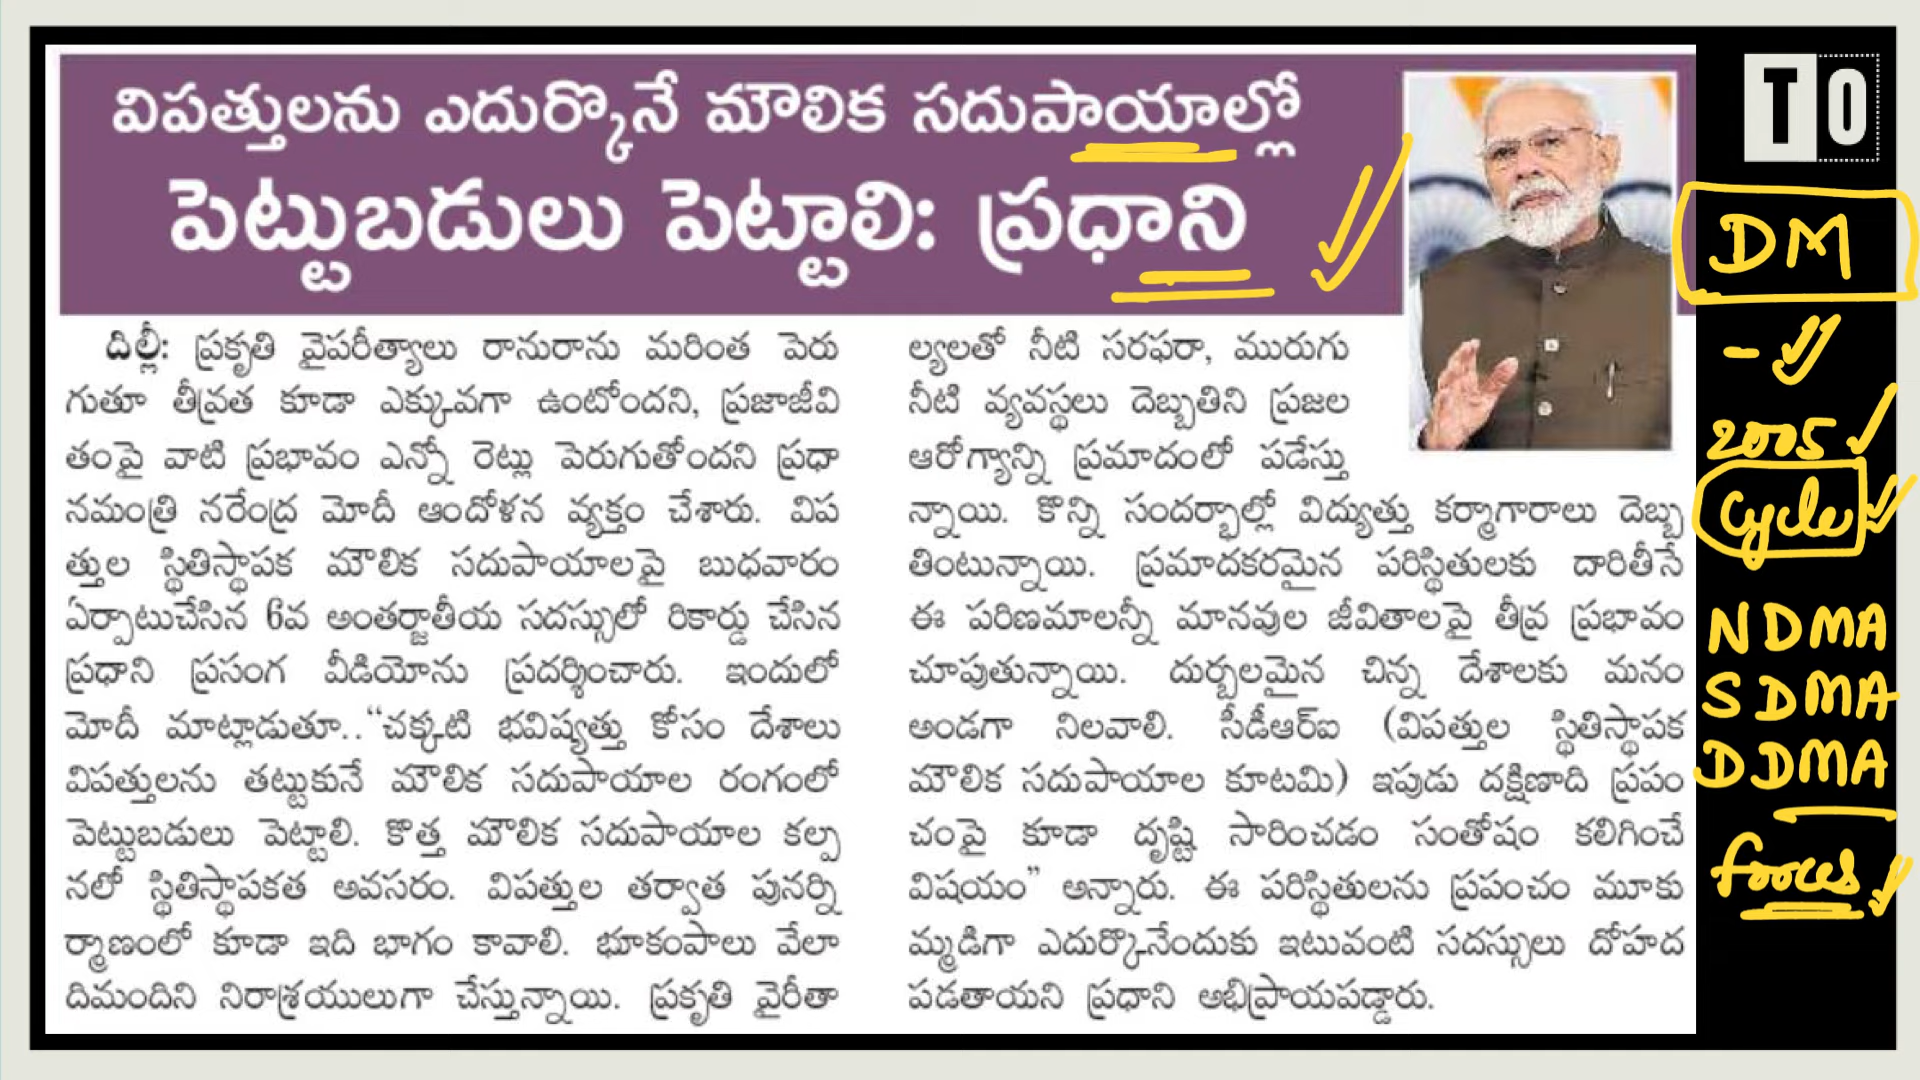 విపత్తులను ఎదుర్కొనే మౌలిక సదుపాయాల్లో
పెట్టుబడులు పెట్టాలి: ప్రధాని
దిల్లీ: ప్రకృతి వైపరీత్యాలు రానురాను మరింత పెరు
గుతూ తీవ్రత కూడా ఎక్కువగా ఉంటోందని, ప్రజాజీవి
తంపై వాటి ప్రభావం ఎన్నో రెట్లు పెరుగుతోందని ప్రధా
నమంత్రి నరేంద్ర మోదీ ఆందోళన వ్యక్తం చేశారు. విప
త్తుల స్థితిస్థాపక మౌలిక సదుపాయాలపై బుధవారం
ఏర్పాటుచేసిన 6వ అంతర్జాతీయ సదస్సులో రికార్డు చేసిన
ప్రధాని ప్రసంగ వీడియోను ప్రదర్శించారు. ఇందులో
మోదీ మాట్లాడుతూ..“చక్కటి భవిష్యత్తు కోసం దేశాలు
విపత్తులను తట్టుకునే మౌలిక సదుపాయాల రంగంలో
పెట్టుబడులు పెట్టాలి. కొత్త మౌలిక సదుపాయాల కల్ప
నలో స్థితిస్థాపకత అవసరం. విపత్తుల తర్వాత పునర్ని
ర్మాణంలో కూడా ఇది భాగం కావాలి. భూకంపాలు వేలా
దిమందిని నిరాశ్రయులుగా చేస్తున్నాయి. ప్రకృతి వైరీతా
ల్యలతో నీటి సరఫరా, మురుగు
నీటి వ్యవస్థలు దెబ్బతిని ప్రజల
ఆరోగ్యాన్ని ప్రమాదంలో పడేస్తు
న్నాయి. కొన్ని సందర్భాల్లో విద్యుత్తు కర్మాగారాలు దెబ్బ
తింటున్నాయి. ప్రమాదకరమైన పరిస్థితులకు దారితీసే
ఈ పరిణమాలన్నీ మానవుల జీవితాలపై తీవ్ర ప్రభావం
చూపుతున్నాయి. దుర్బలమైన చిన్న దేశాలకు మనం
అండగా నిలవాలి. సీడీఆర్ఐ (విపత్తుల స్థితిస్థాపక
మౌలిక సదుపాయాల కూటమి) ఇపుడు దక్షిణాది ప్రపం
చంపై కూడా దృష్టి సారించడం సంతోషం కలిగించే
విషయం” అన్నారు. ఈ పరిస్థితులను ప్రపంచం మూకు
మ్మడిగా ఎదుర్కొనేందుకు ఇటువంటి సదస్సులు దోహద
పడతాయని ప్రధాని అభిప్రాయపడ్డారు.
TO
DM
2005
Cycle
NDMA
SDMA
DDMA
forces